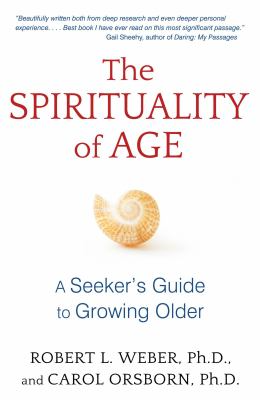 "Beautifully written both from deep research and even deeper personal
experience. . . . Best book I have ever read on this most significant passage."
Gail Sheehy, author of Daring: My Passages
The
SPIRITUALITY
of AGE
A Seeker's Guide
to Growing Older
ROBERT L. WEBER, Ph.D.,
and CAROL ORSBORN, Ph.D.